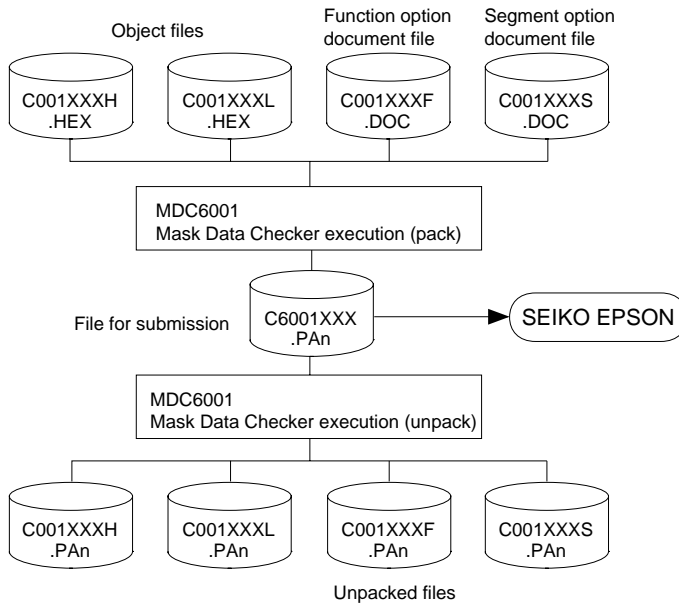 Object files
Function option
document file
Segment option
document file
C001XXXH
.HEX
C001XXXL
.HEX
C001XXXF
.DOC
C001XXXS
.DOC
MDC6001
Mask Data Checker execution (pack)
File for submission
C6001XXX
.PAn
SEIKO EPSON
MDC6001
Mask Data Checker execution (unpack)
C001XXXH
.PAn
C001XXXL
.PAn
C001XXXF
.PAn
C001XXXS
.PAn
Unpacked files